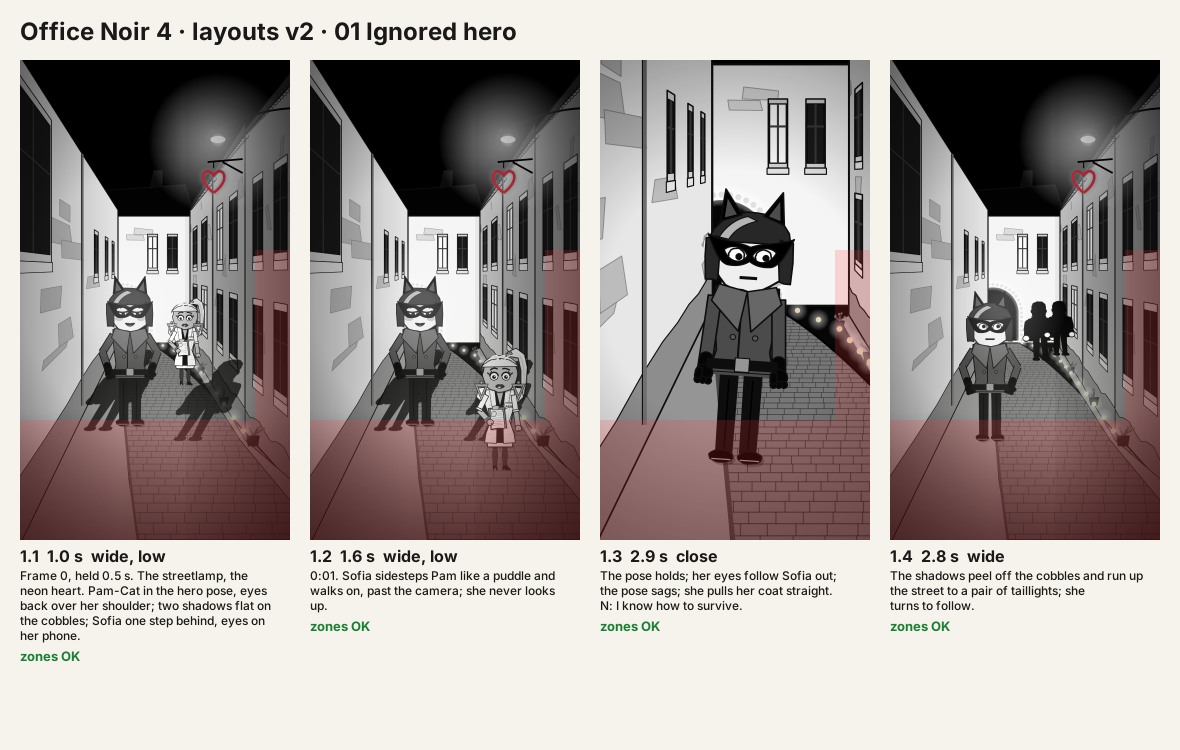 Office Noir 4 · layouts v2 · 01 Ignored hero
1.1 1.0 s wide, low
Frame 0, held 0.5 s. The streetlamp, the
neon heart. Pam-Cat in the hero pose, eyes
back over her shoulder; two shadows flat on
the cobbles; Sofia one step behind, eyes on
her phone.
zones OK
1.2 1.6 s wide, low
0:01. Sofia sidesteps Pam like a puddle and
walks on, past the camera; she never looks
up.
zones OK
1.3 2.9 s close
The pose holds; her eyes follow Sofia out;
the pose sags; she pulls her coat straight.
N: I know how to survive.
zones OK
1.4 2.8 s wide
The shadows peel off the cobbles and run up
the street to a pair of taillights; she
turns to follow.
zones OK